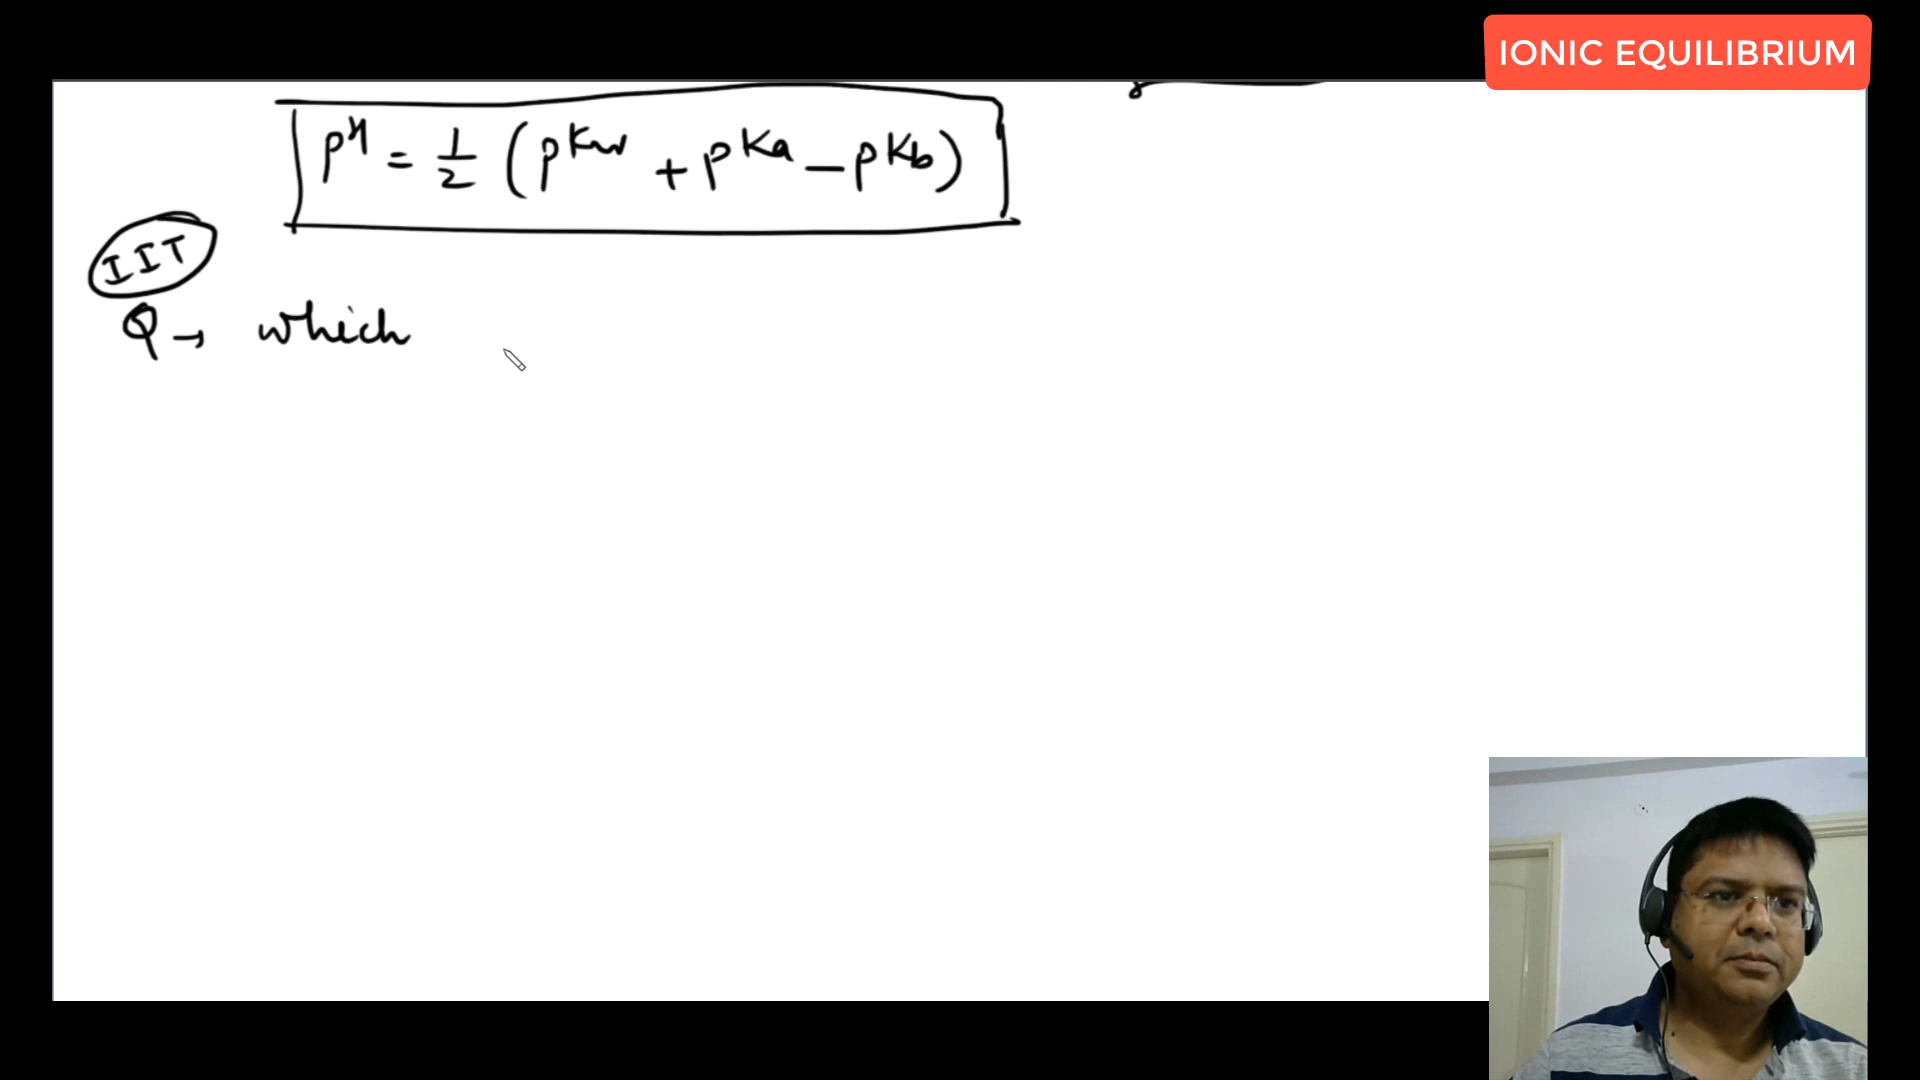 IONIC EQUILIBRIUM
pH = 1/2 (pKw + pKa - pKb)
IIT
Q→ which